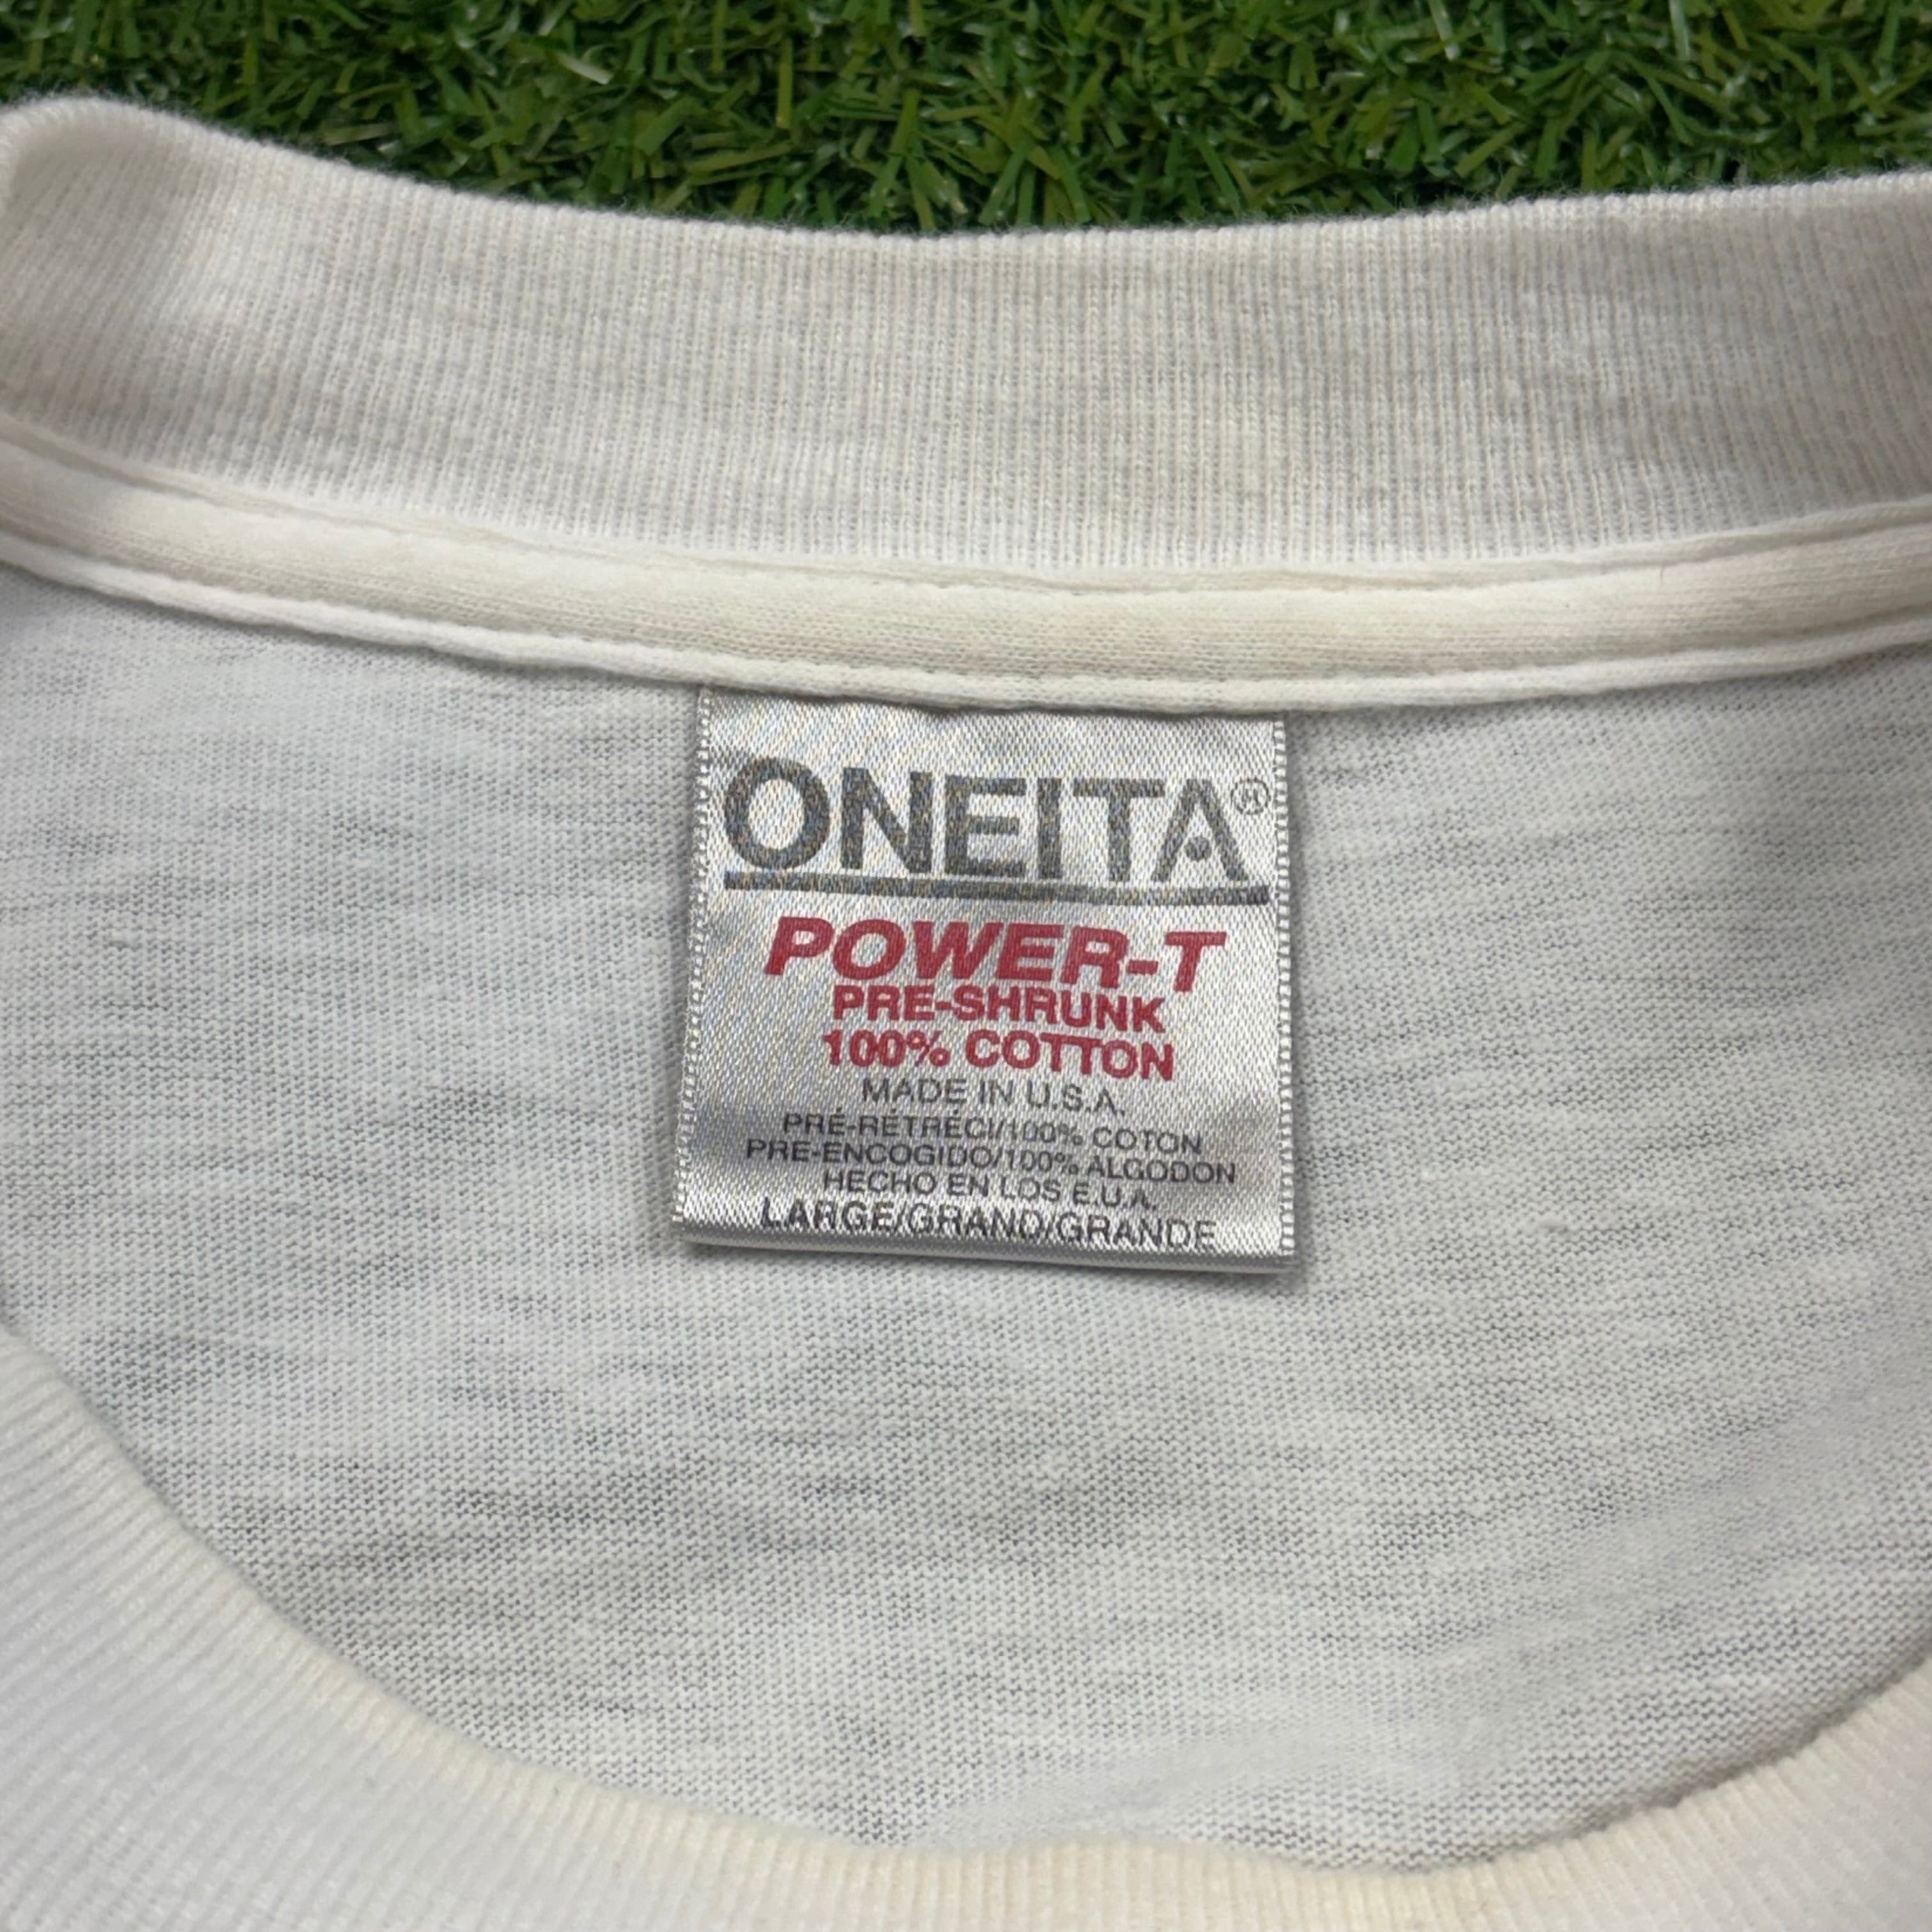 ONEITA®
POWER-T
PRE-SHRUNK
100% COTTON
MADE IN U.S.A.
PRÉ-RÉTRÉCI/100% COTON
PRE-ENCOGIDO/100% ALGODON
HECHO EN LOS E.U.A.
LARGE/GRAND/GRANDE